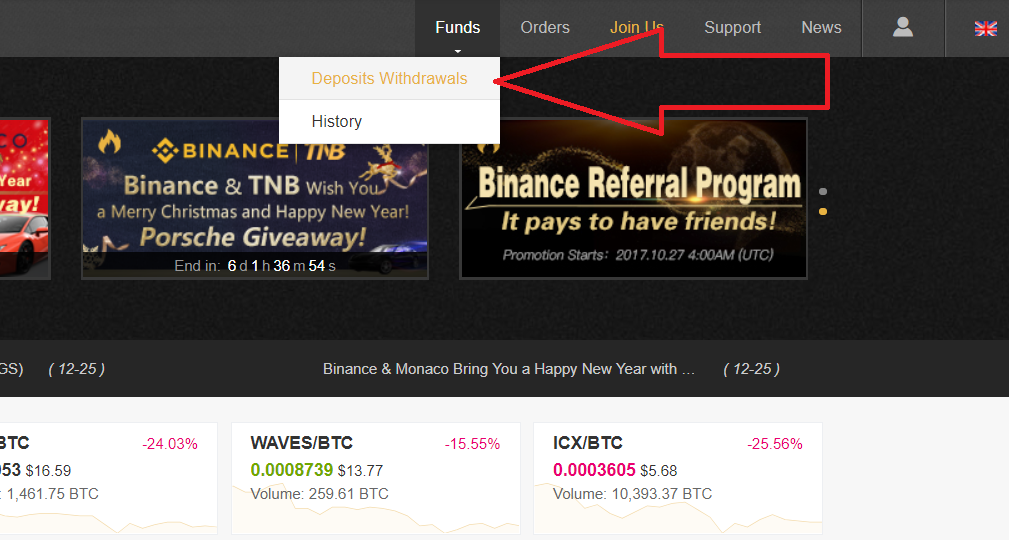 Funds
Orders
Join Us
Support
News
Deposits Withdrawals
History
CO
Year
way!
BINANCE | TNB
Binance & TNB Wish You
a Merry Christmas and Happy New Year!
Porsche Giveaway!
End in: 6 d 1 h 36 m 54 s
Binance Referral Program
It pays to have friends!
Promotion Starts: 2017.10.27 4:00AM (UTC)
GS) ( 12-25 )
Binance & Monaco Bring You a Happy New Year with ... ( 12-25 )
BTC -24.03%
053 $16.59
: 1,461.75 BTC
WAVES/BTC -15.55%
0.0008739 $13.77
Volume: 259.61 BTC
ICX/BTC -25.56%
0.0003605 $5.68
Volume: 10,393.37 BTC